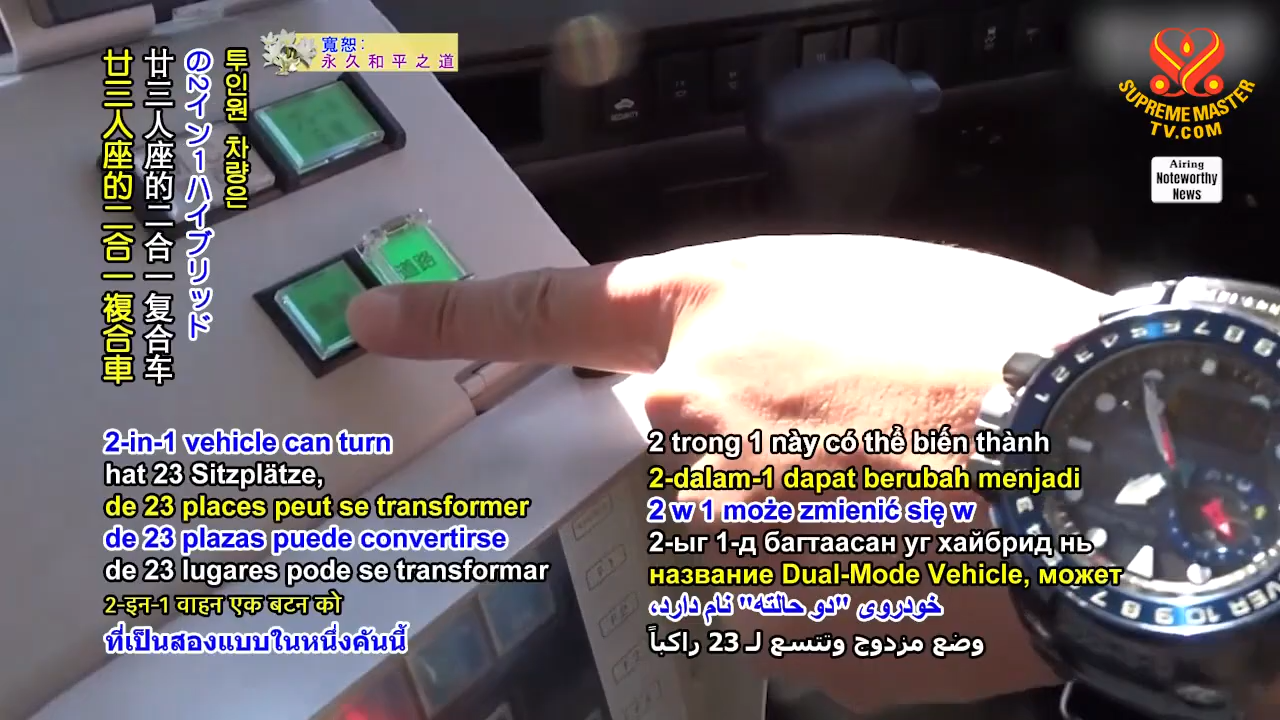 寬恕:
永久和平之道
SUPREME MASTER
TV.COM
Airing
Noteworthy
News
투인원 차량은
の2イン1ハイブリッド
廿三人座的二合一复合车
廿三人座的二合一複合車
道路
SECURITY
2-in-1 vehicle can turn
hat 23 Sitzplätze,
de 23 places peut se transformer
de 23 plazas puede convertirse
de 23 lugares pode se transformar
2-इन-1 वाहन एक बटन को
ที่เป็นสองแบบในหนึ่งคันนี้
2 trong 1 này có thể biến thành
2-dalam-1 dapat berubah menjadi
2 w 1 może zmienić się w
2-ыг 1-д багтаасан уг хайбрид нь
название Dual-Mode Vehicle, может
خودروی "دو حالته" نام دارد،
وضع مزدوج وتتسع لـ 23 راكباً